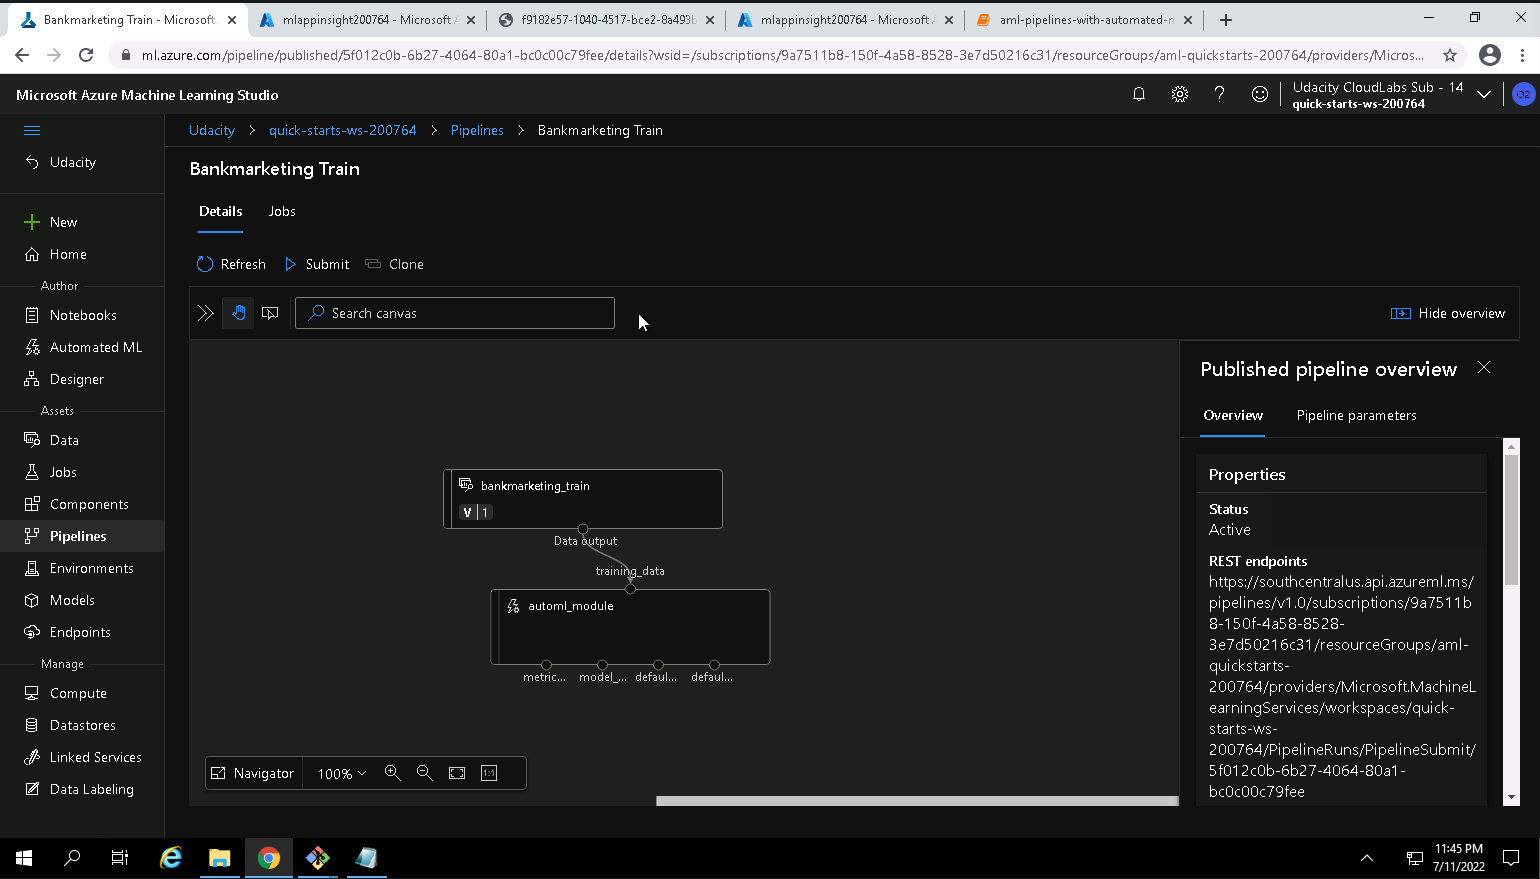 Bankmarketing Train - Microsoft
mlappinsight200764 - Microsoft A
f9182e57-1040-4517-bce2-8a493b
mlappinsight200764 - Microsoft A
aml-pipelines-with-automated-n
ml.azure.com/pipeline/published/5f012c0b-6b27-4064-80a1-bc0c00c79fee/details?wsid=/subscriptions/9a7511b8-150f-4a58-8528-3e7d50216c31/resourceGroups/aml-quickstarts-200764/providers/Micros...
Microsoft Azure Machine Learning Studio
Udacity CloudLabs Sub - 14
quick-starts-ws-200764
O2
Udacity > quick-starts-ws-200764 > Pipelines > Bankmarketing Train
Udacity
New
Home
Author
Notebooks
Automated ML
Designer
Assets
Data
Jobs
Components
Pipelines
Environments
Models
Endpoints
Manage
Compute
Datastores
Linked Services
Data Labeling
Bankmarketing Train
Details Jobs
Refresh Submit Clone
Search canvas
Hide overview
bankmarketing_train
V 1
Data output
training_data
automl_module
metric... model_... defaul... defaul...
Navigator 100% 1:1
Published pipeline overview
Overview Pipeline parameters
Properties
Status
Active
REST endpoints
https://southcentralus.api.azureml.ms/
pipelines/v1.0/subscriptions/9a7511b
8-150f-4a58-8528-
3e7d50216c31/resourceGroups/aml-
quickstarts-
200764/providers/Microsoft.MachineL
earningServices/workspaces/quick-
starts-ws-
200764/PipelineRuns/PipelineSubmit/
5f012c0b-6b27-4064-80a1-
bc0c00c79fee
11:45 PM
7/11/2022